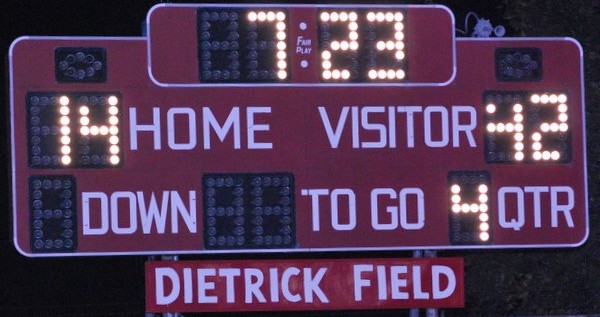 7:23
FAIR
PLAY
14 HOME VISITOR 42
DOWN TO GO 4 QTR
DIETRICK FIELD